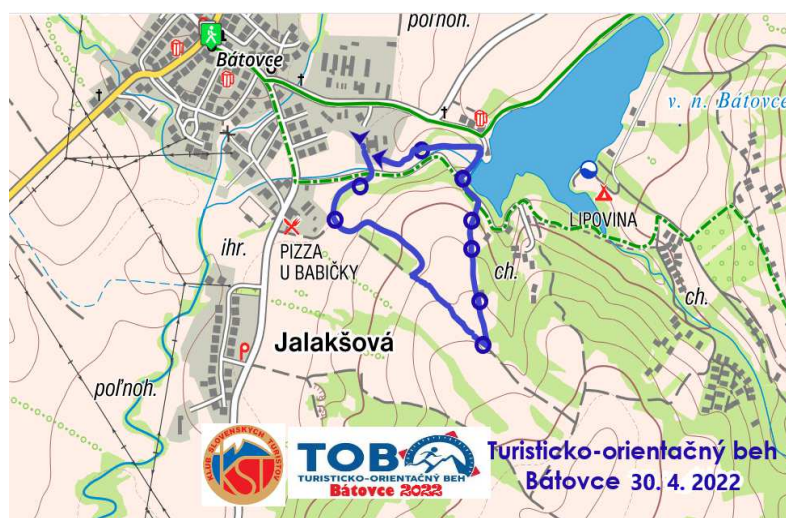 poľnoh.
poľnoh.
Bátovce
v. n. Bátovce
LIPOVINA
PIZZA
U BABIČKY
ihr.
ch.
ch.
Jalakšová
poľnoh.
KLUB SLOVENSKÝCH TURISTOV
KST
TOB
TURISTICKO-ORIENTAČNÝ BEH
Bátovce 2022
Turisticko-orientačný beh
Bátovce 30. 4. 2022